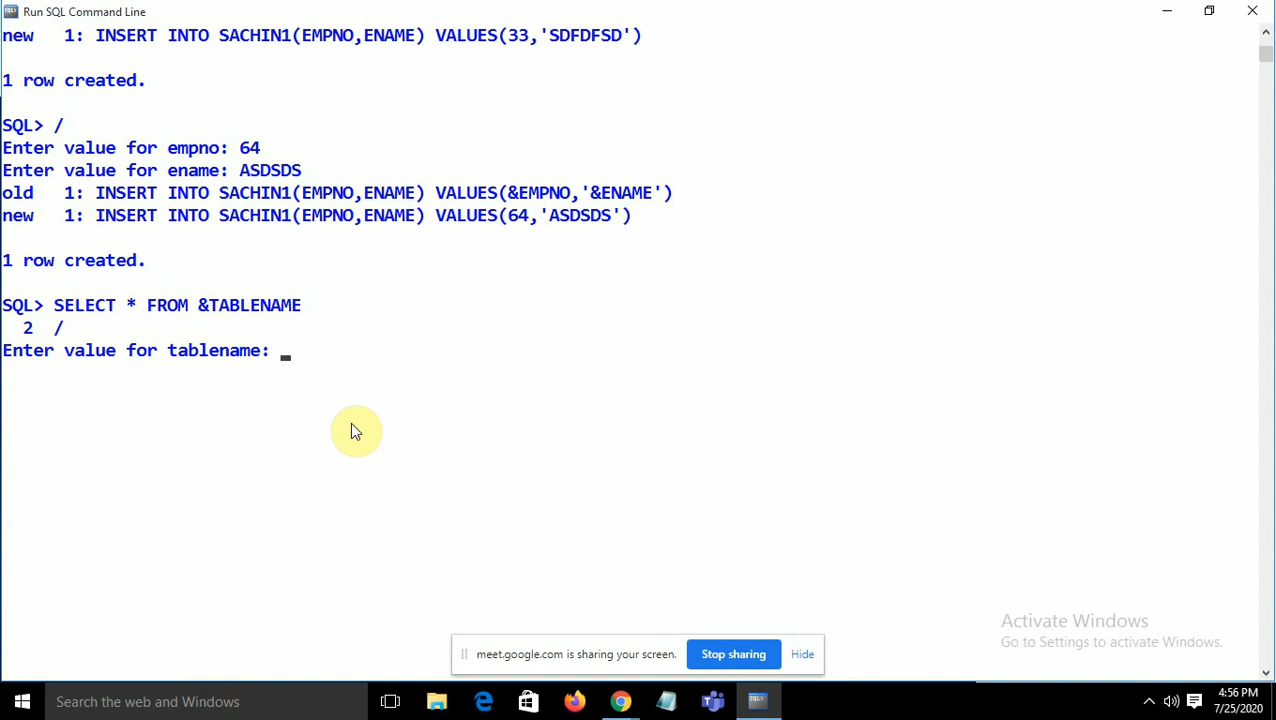 Run SQL Command Line
new   1: INSERT INTO SACHIN1(EMPNO,ENAME) VALUES(33,'SDFDFSD')
1 row created.
SQL> /
Enter value for empno: 64
Enter value for ename: ASDSDS
old   1: INSERT INTO SACHIN1(EMPNO,ENAME) VALUES(&EMPNO,'&ENAME')
new   1: INSERT INTO SACHIN1(EMPNO,ENAME) VALUES(64,'ASDSDS')
1 row created.
SQL> SELECT * FROM &TABLENAME
  2  /
Enter value for tablename:
Activate Windows
Go to Settings to activate Windows.
meet.google.com is sharing your screen. Stop sharing Hide
Search the web and Windows
4:56 PM
7/25/2020